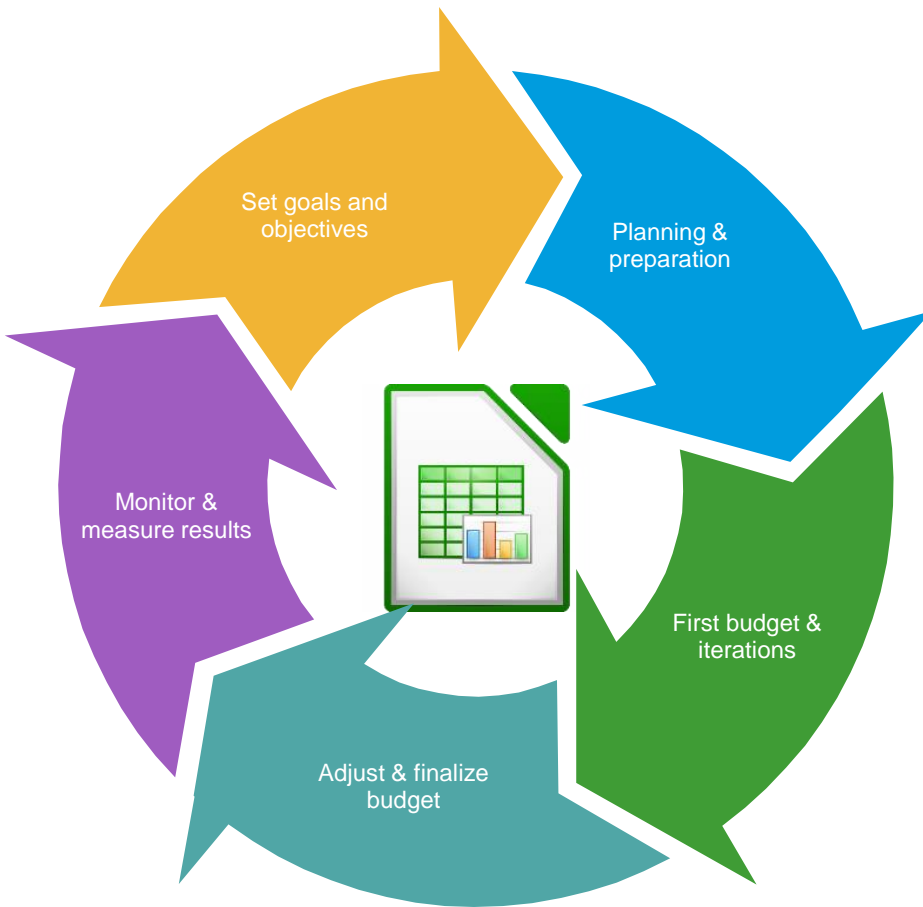 Set goals and
objectives
Planning &
preparation
First budget &
iterations
Adjust & finalize
budget
Monitor &
measure results